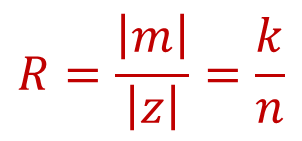 R = |m| / |z| = k / n